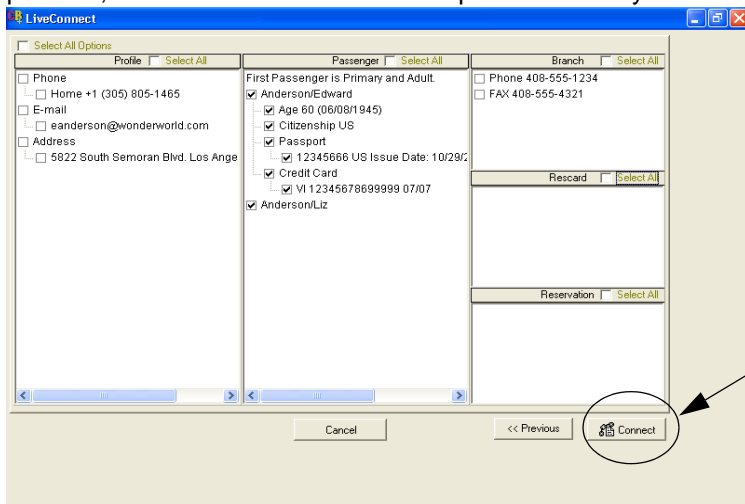 LiveConnect
Select All Options
Profile Select All
Phone
Home +1 (305) 805-1465
E-mail
eanderson@wonderworld.com
Address
5822 South Semoran Blvd. Los Ange
Passenger Select All
First Passenger is Primary and Adult.
Anderson/Edward
Age 60 (06/08/1945)
Citizenship US
Passport
12345666 US Issue Date: 10/29/2
Credit Card
VI 12345678699999 07/07
Anderson/Liz
Branch Select All
Phone 408-555-1234
FAX 408-555-4321
Rescard Select All
Reservation Select All
Cancel
<< Previous
Connect